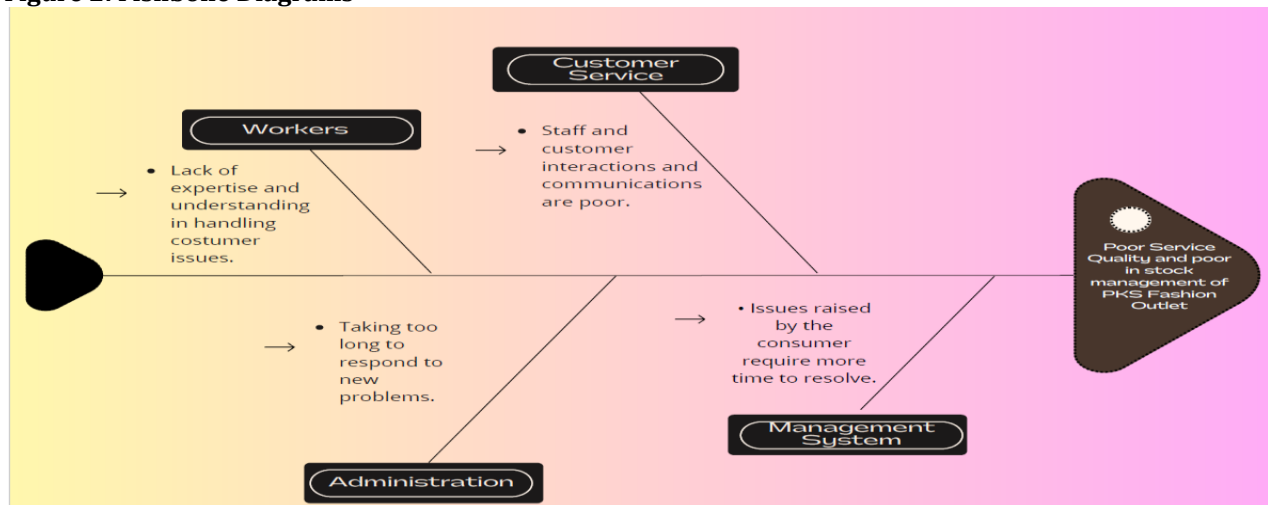 Customer
Service
Workers
• Staff and
customer
interactions and
communications
are poor.
• Lack of
expertise and
understanding
in handling
costumer
issues.
Poor Service
Quality and poor
in stock
management of
PKS Fashion
Outlet
• Issues raised
by the
consumer
require more
time to resolve.
• Taking too
long to
respond to
new
problems.
Management
System
Administration